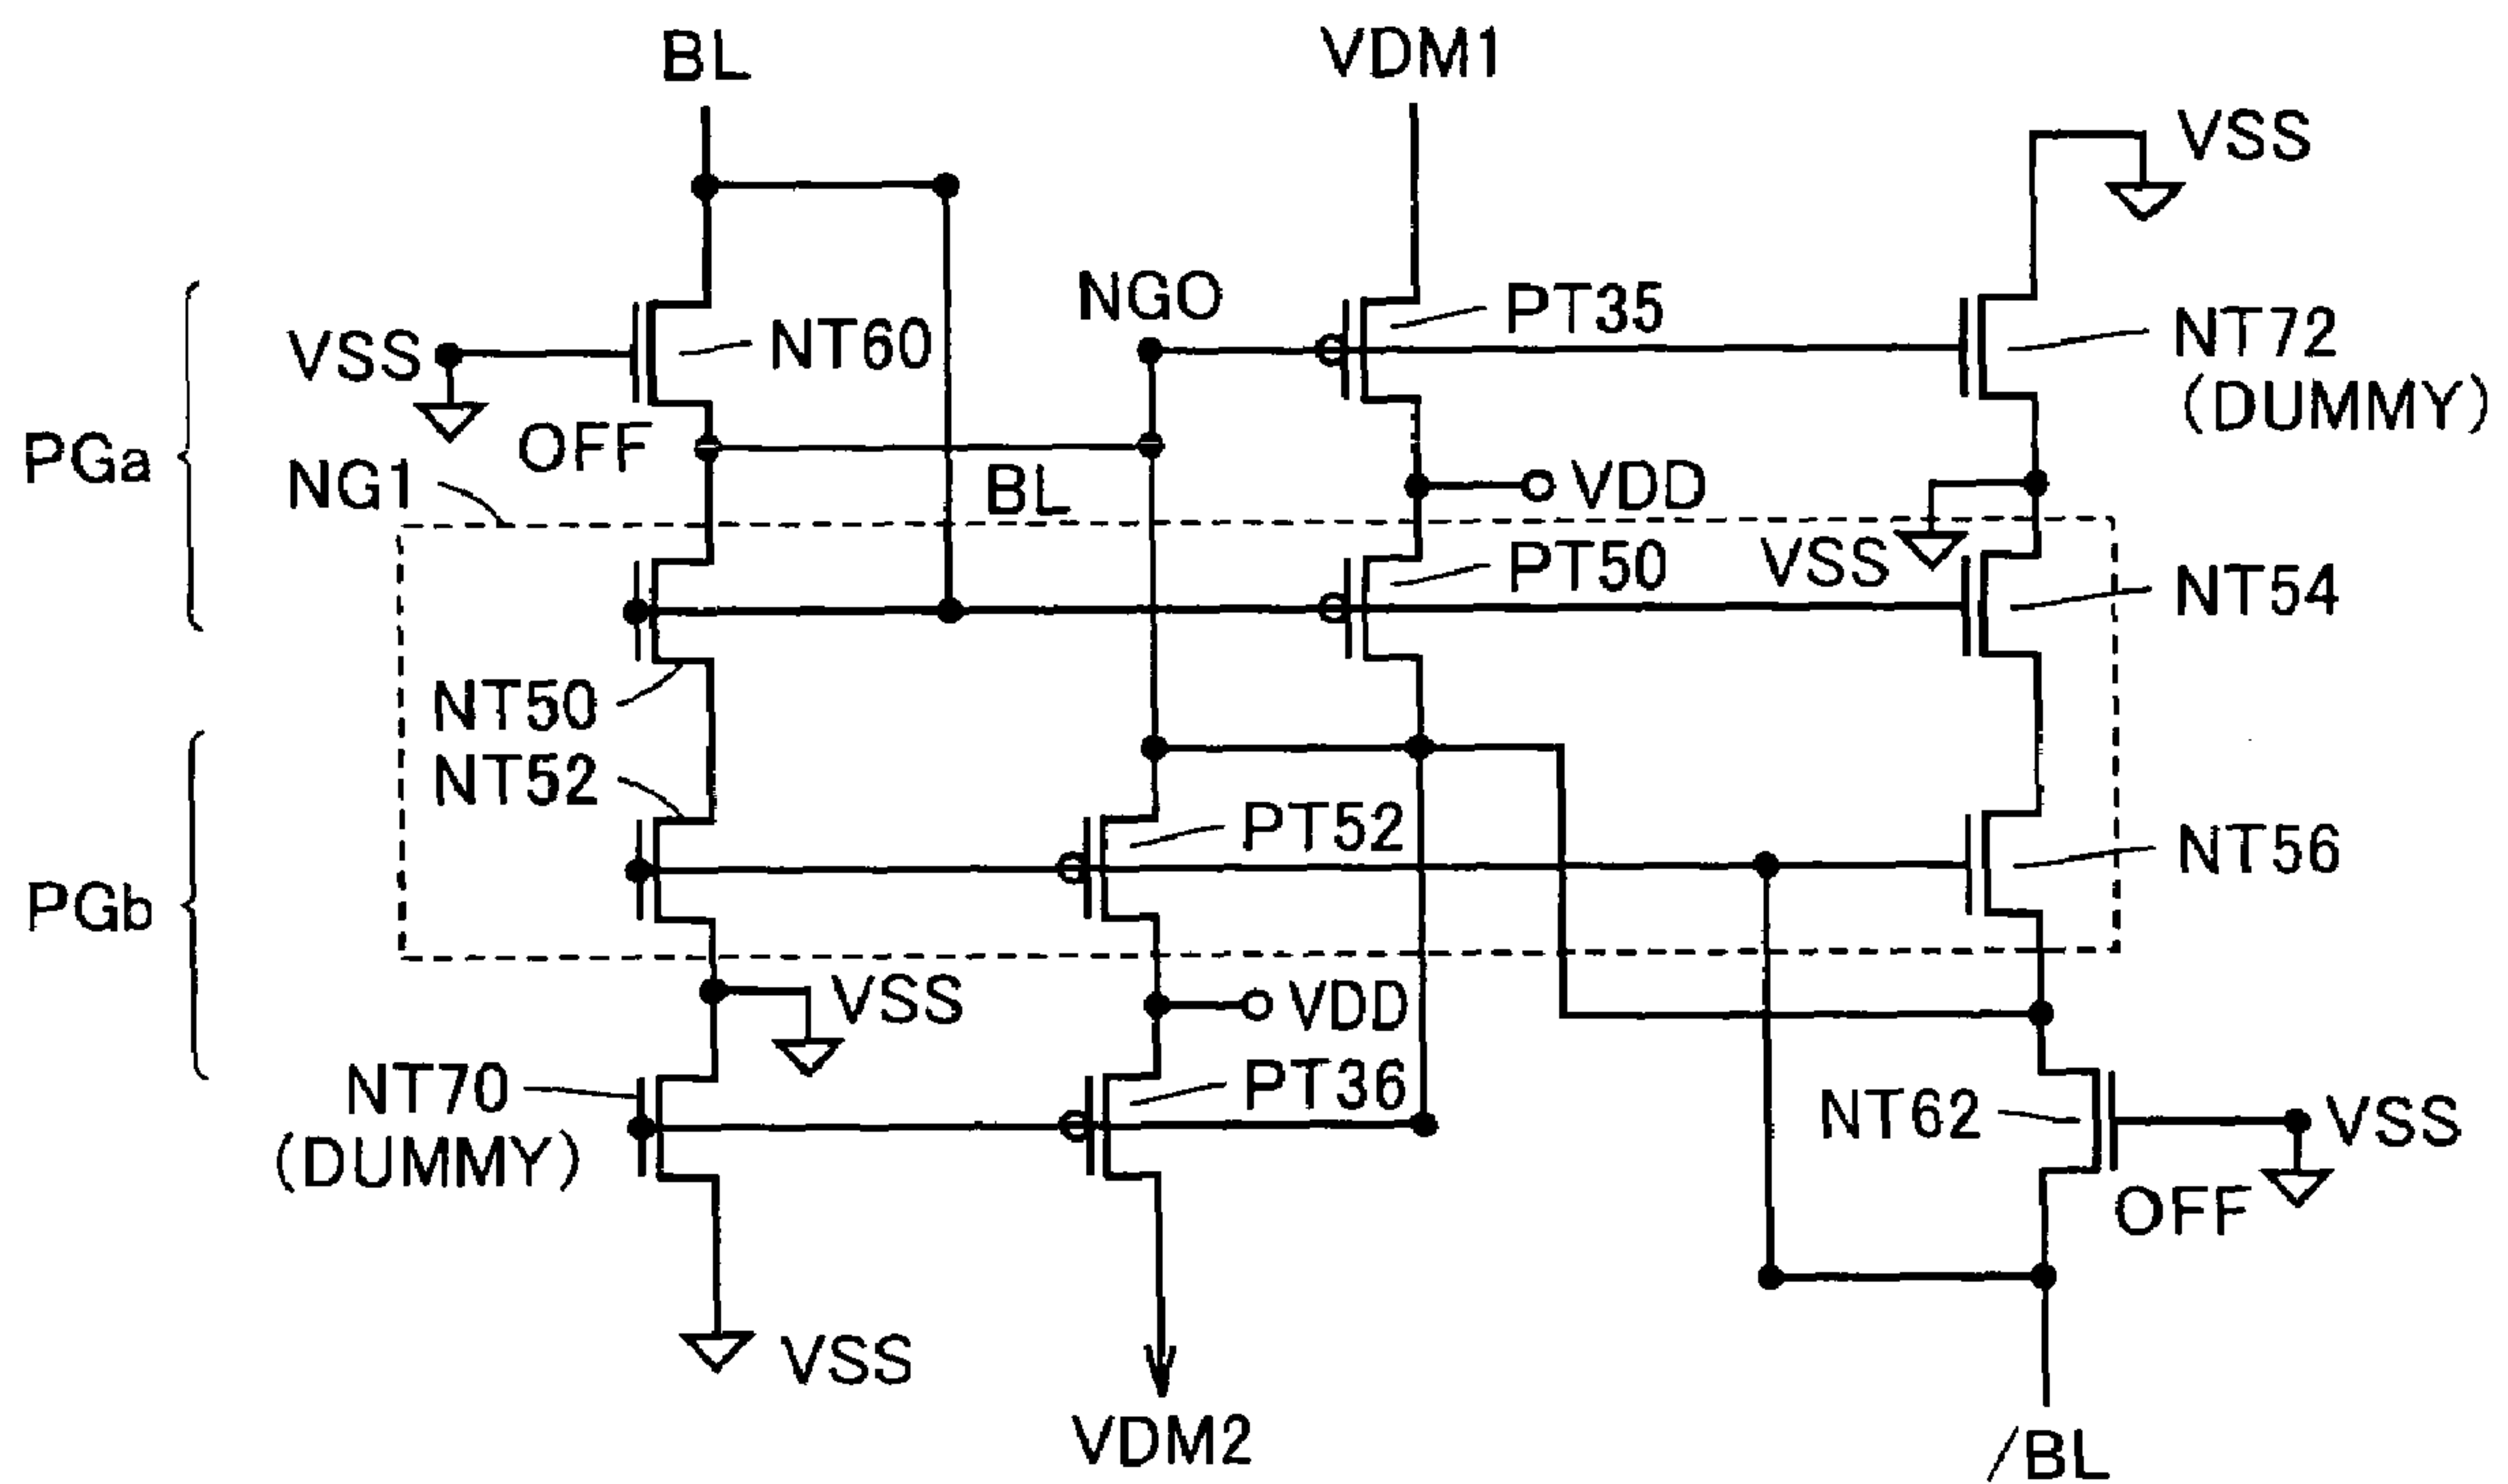 BL
VDM1
VSS
NGO
PT35
VSS
NT60
NT72
(DUMMY)
OFF
PGa
NG1
BL
VDD
PT50
VSS
NT54
NT50
NT52
PT52
NT56
PGb
VSS
VDD
NT70
(DUMMY)
PT36
NT62
VSS
OFF
VSS
VDM2
/BL